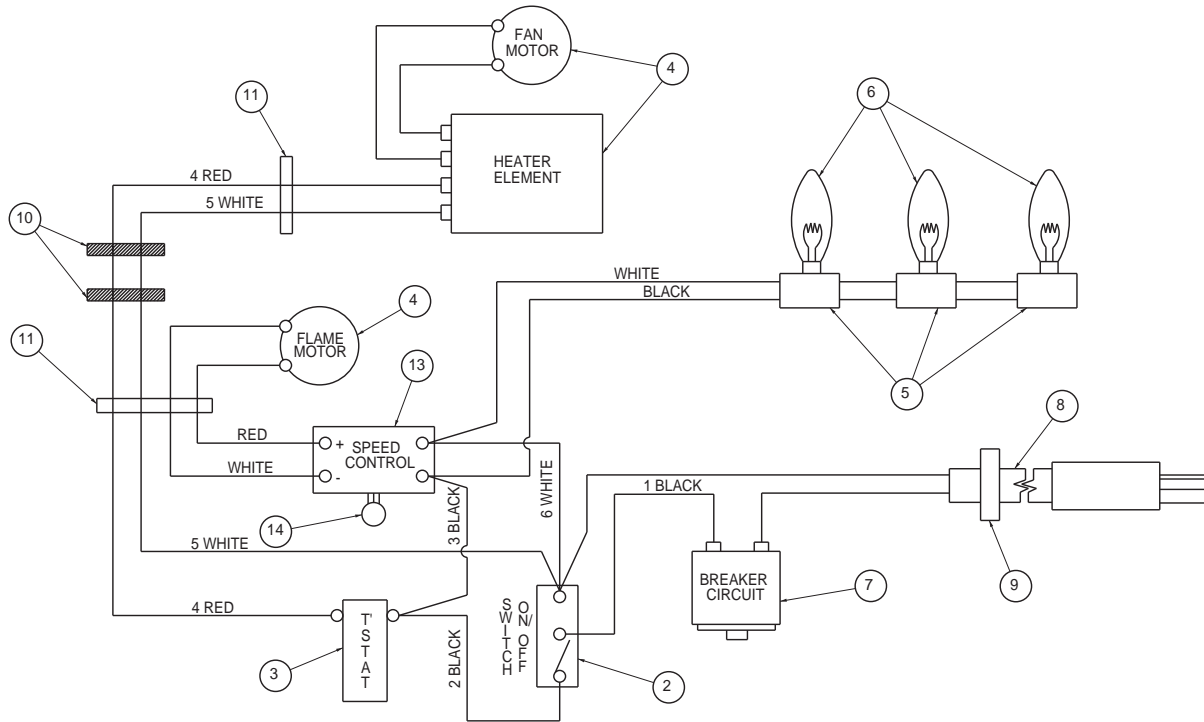 FAN
MOTOR
4
11
6
HEATER
ELEMENT
4 RED
5 WHITE
10
WHITE
BLACK
4
FLAME
MOTOR
11
13
5
8
RED
+
SPEED
CONTROL
WHITE
-
1 BLACK
6 WHITE
3 BLACK
14
5 WHITE
9
BREAKER
CIRCUIT
7
4 RED
T'STAT
2 BLACK
SWITCH
ON/OFF
3
2